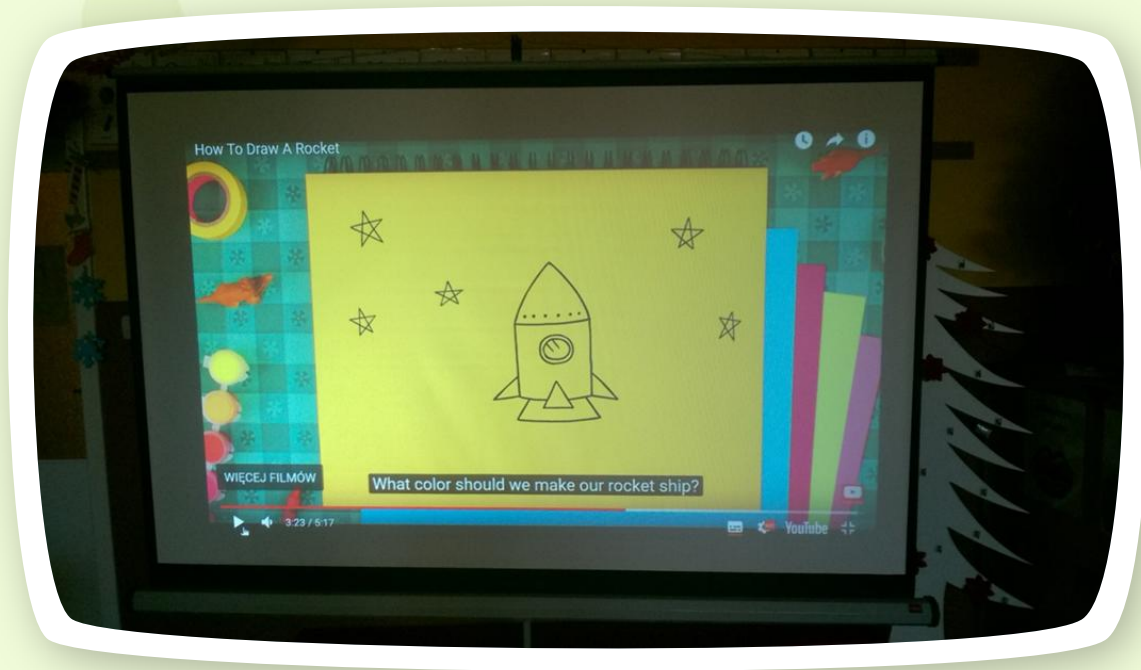 How To Draw A Rocket
WIĘCEJ FILMÓW
What color should we make our rocket ship?
3:23 / 5:17
YouTube